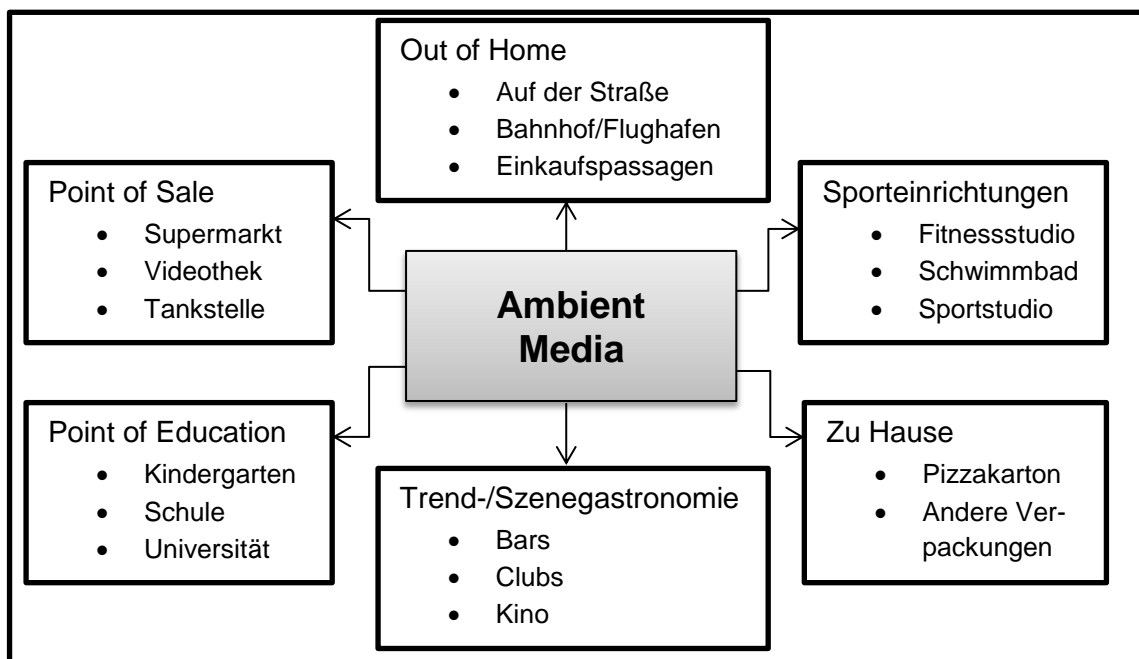 Out of Home
• Auf der Straße
• Bahnhof/Flughafen
• Einkaufspassagen
Point of Sale
• Supermarkt
• Videothek
• Tankstelle
Sporteinrichtungen
• Fitnessstudio
• Schwimmbad
• Sportstudio
Ambient
Media
Point of Education
• Kindergarten
• Schule
• Universität
Trend-/Szenegastronomie
• Bars
• Clubs
• Kino
Zu Hause
• Pizzakarton
• Andere Ver-
packungen